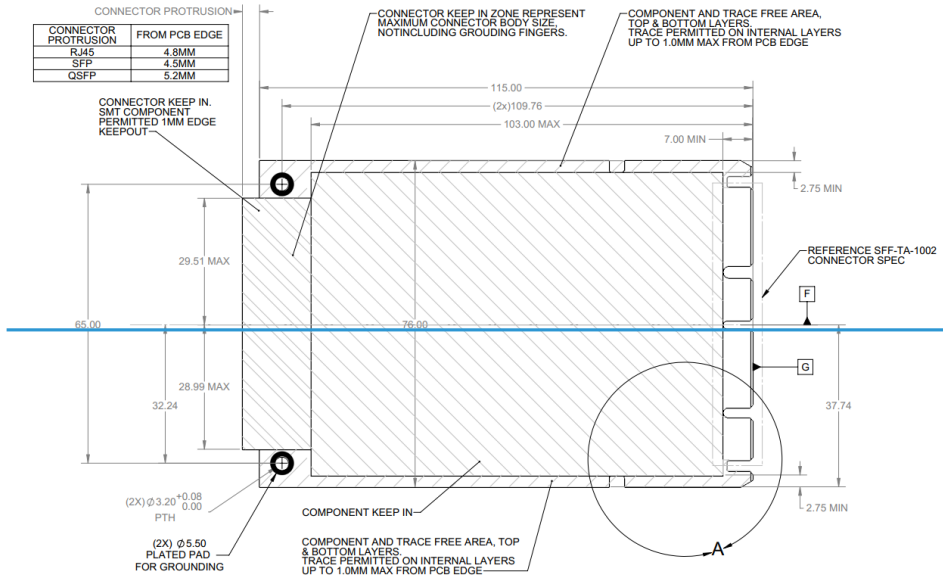 CONNECTOR PROTRUSION
CONNECTOR PROTRUSION FROM PCB EDGE
RJ45 4.8MM
SFP 4.5MM
QSFP 5.2MM
CONNECTOR KEEP IN ZONE REPRESENT
MAXIMUM CONNECTOR BODY SIZE,
NOTINCLUDING GROUNDING FINGERS.
COMPONENT AND TRACE FREE AREA,
TOP & BOTTOM LAYERS.
TRACE PERMITTED ON INTERNAL LAYERS
UP TO 1.0MM MAX FROM PCB EDGE
115.00
(2x)109.76
103.00 MAX
7.00 MIN
CONNECTOR KEEP IN.
SMT COMPONENT
PERMITTED 1MM EDGE
KEEPOUT
2.75 MIN
REFERENCE SFF-TA-1002
CONNECTOR SPEC
29.51 MAX
F
65.00
76.00
G
28.99 MAX
32.24
37.74
(2X) Ø3.20 +0.08 0.00
PTH
2.75 MIN
COMPONENT KEEP IN
(2X) Ø5.50
PLATED PAD
FOR GROUNDING
COMPONENT AND TRACE FREE AREA, TOP
& BOTTOM LAYERS.
TRACE PERMITTED ON INTERNAL LAYERS
UP TO 1.0MM MAX FROM PCB EDGE
A